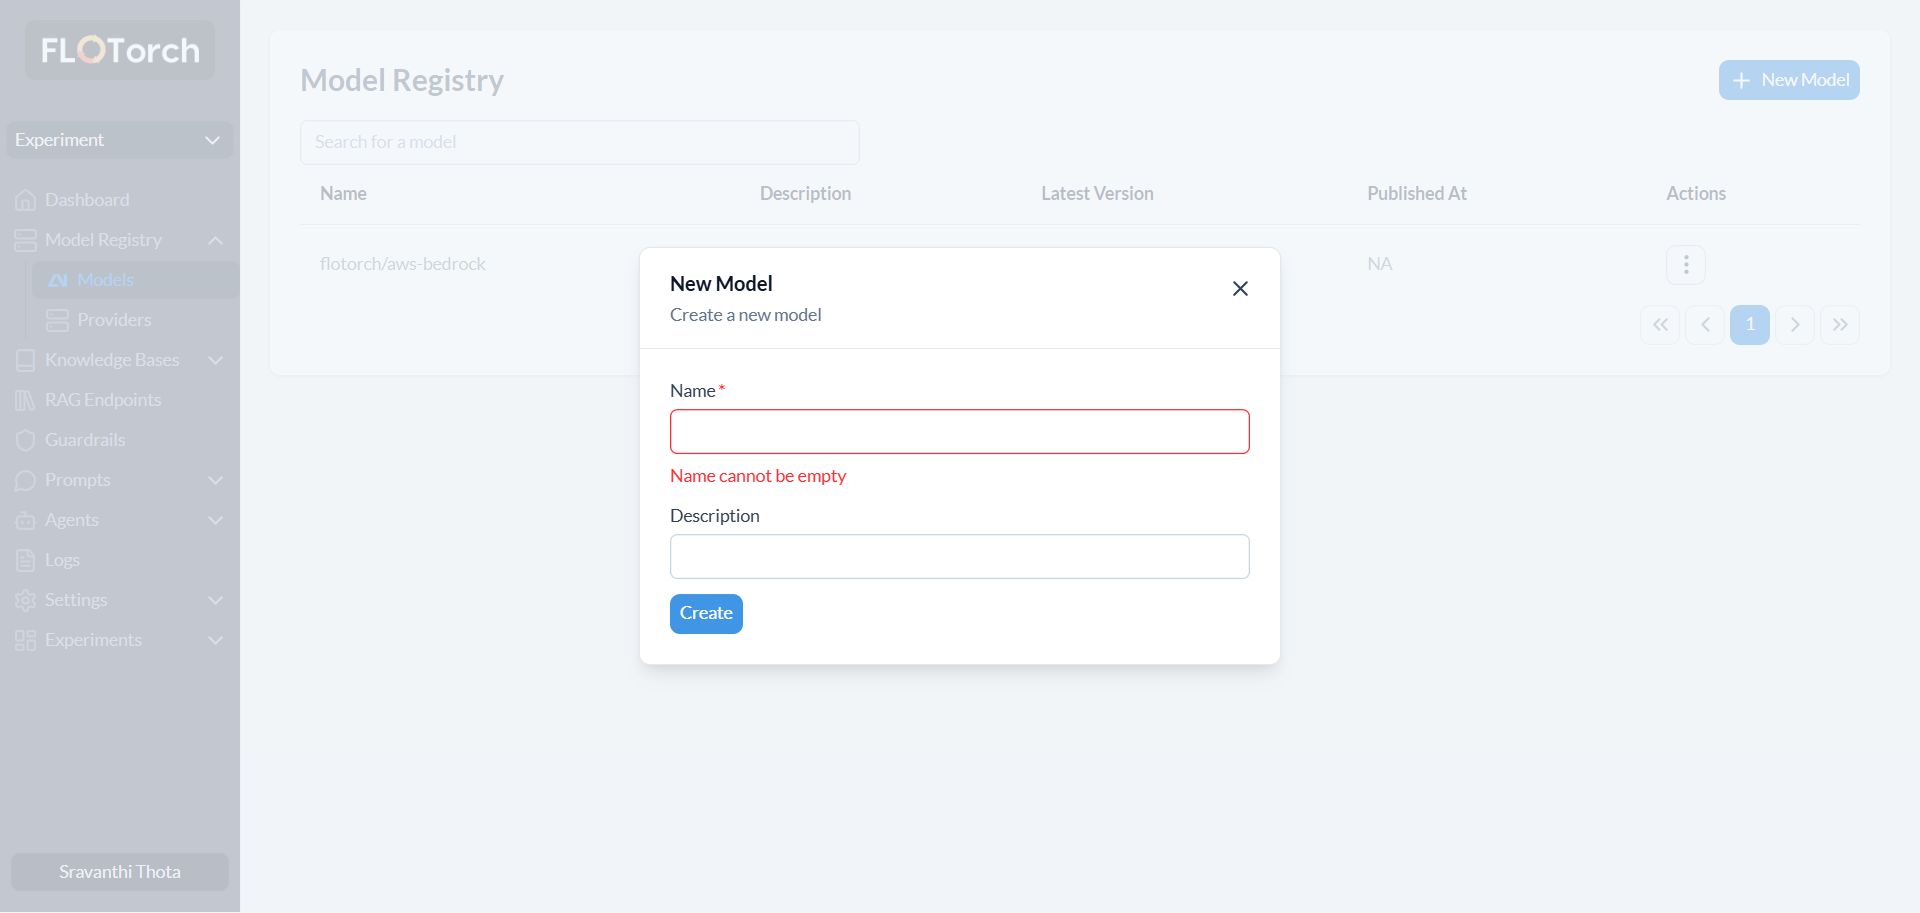 FLOTorch
Experiment
Dashboard
Model Registry
Models
Providers
Knowledge Bases
RAG Endpoints
Guardrails
Prompts
Agents
Logs
Settings
Experiments
Sravanthi Thota
Model Registry
New Model
Search for a model
Name Description Latest Version Published At Actions
flotorch/aws-bedrock NA
1
New Model
Create a new model
Name*
Name cannot be empty
Description
Create